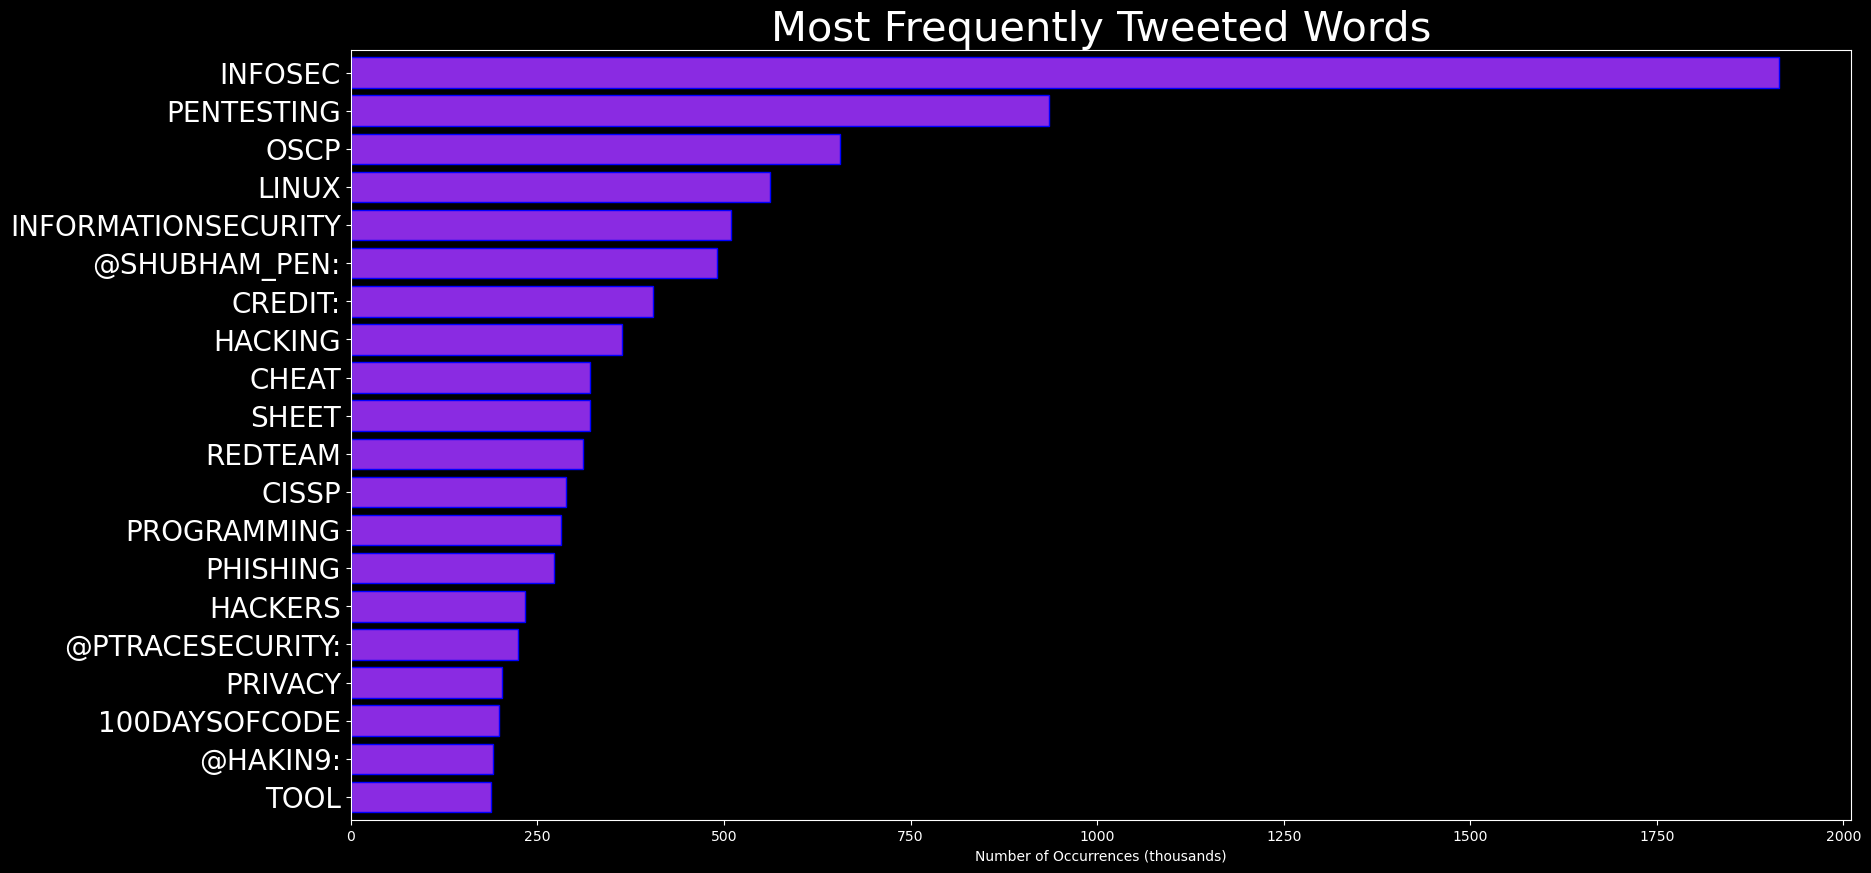 Most Frequently Tweeted Words
INFOSEC
PENTESTING
OSCP
LINUX
INFORMATIONSECURITY
@SHUBHAM_PEN:
CREDIT:
HACKING
CHEAT
SHEET
REDTEAM
CISSP
PROGRAMMING
PHISHING
HACKERS
@PTRACESECURITY:
PRIVACY
100DAYSOFCODE
@HAKIN9:
TOOL
0 250 500 750 1000 1250 1500 1750 2000
Number of Occurrences (thousands)